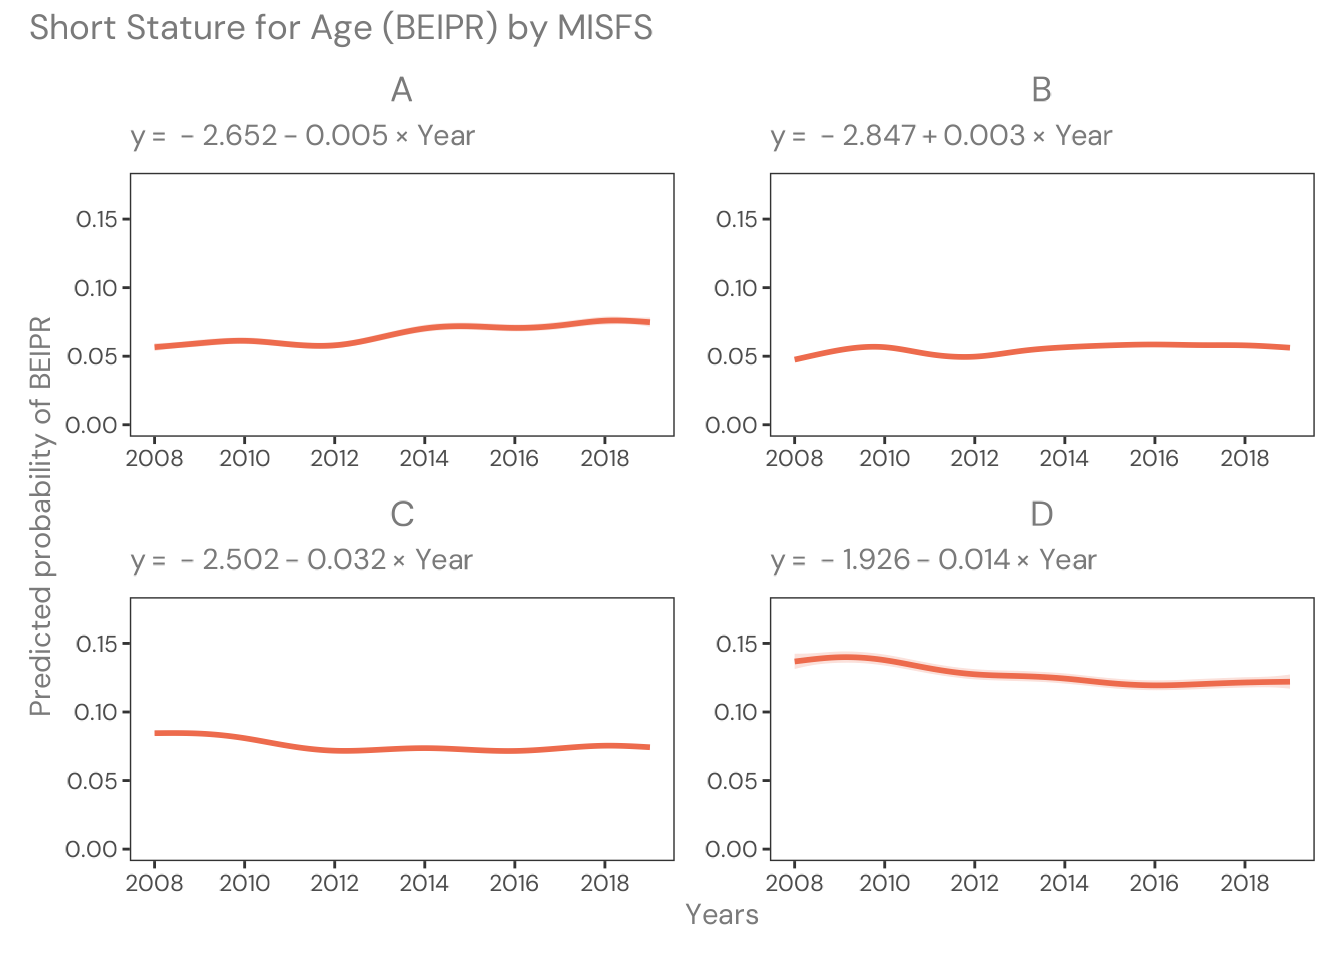 Short Stature for Age (BEIPR) by MISFS
A
y = − 2.652 − 0.005 × Year
0.15
0.10
0.05
0.00
2008 2010 2012 2014 2016 2018
B
y = − 2.847 + 0.003 × Year
0.15
0.10
0.05
0.00
2008 2010 2012 2014 2016 2018
Predicted probability of BEIPR
C
y = − 2.502 − 0.032 × Year
0.15
0.10
0.05
0.00
2008 2010 2012 2014 2016 2018
D
y = − 1.926 − 0.014 × Year
0.15
0.10
0.05
0.00
2008 2010 2012 2014 2016 2018
Years